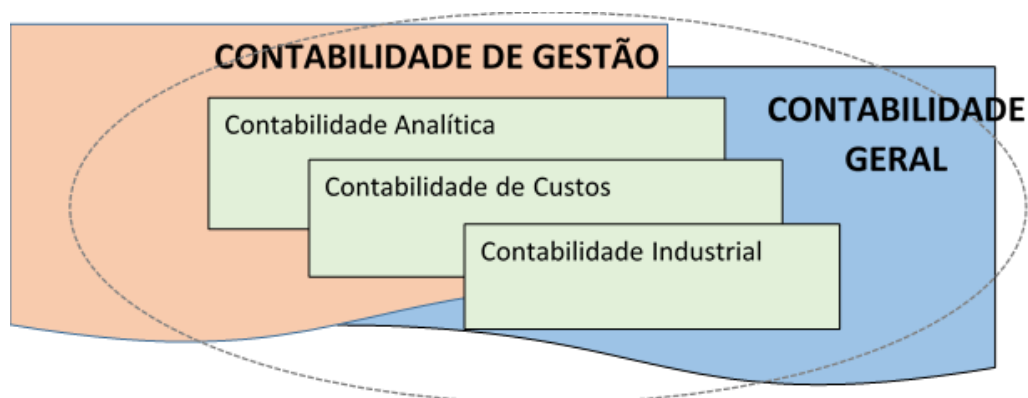 CONTABILIDADE DE GESTÃO
CONTABILIDADE
GERAL
Contabilidade Analítica
Contabilidade de Custos
Contabilidade Industrial